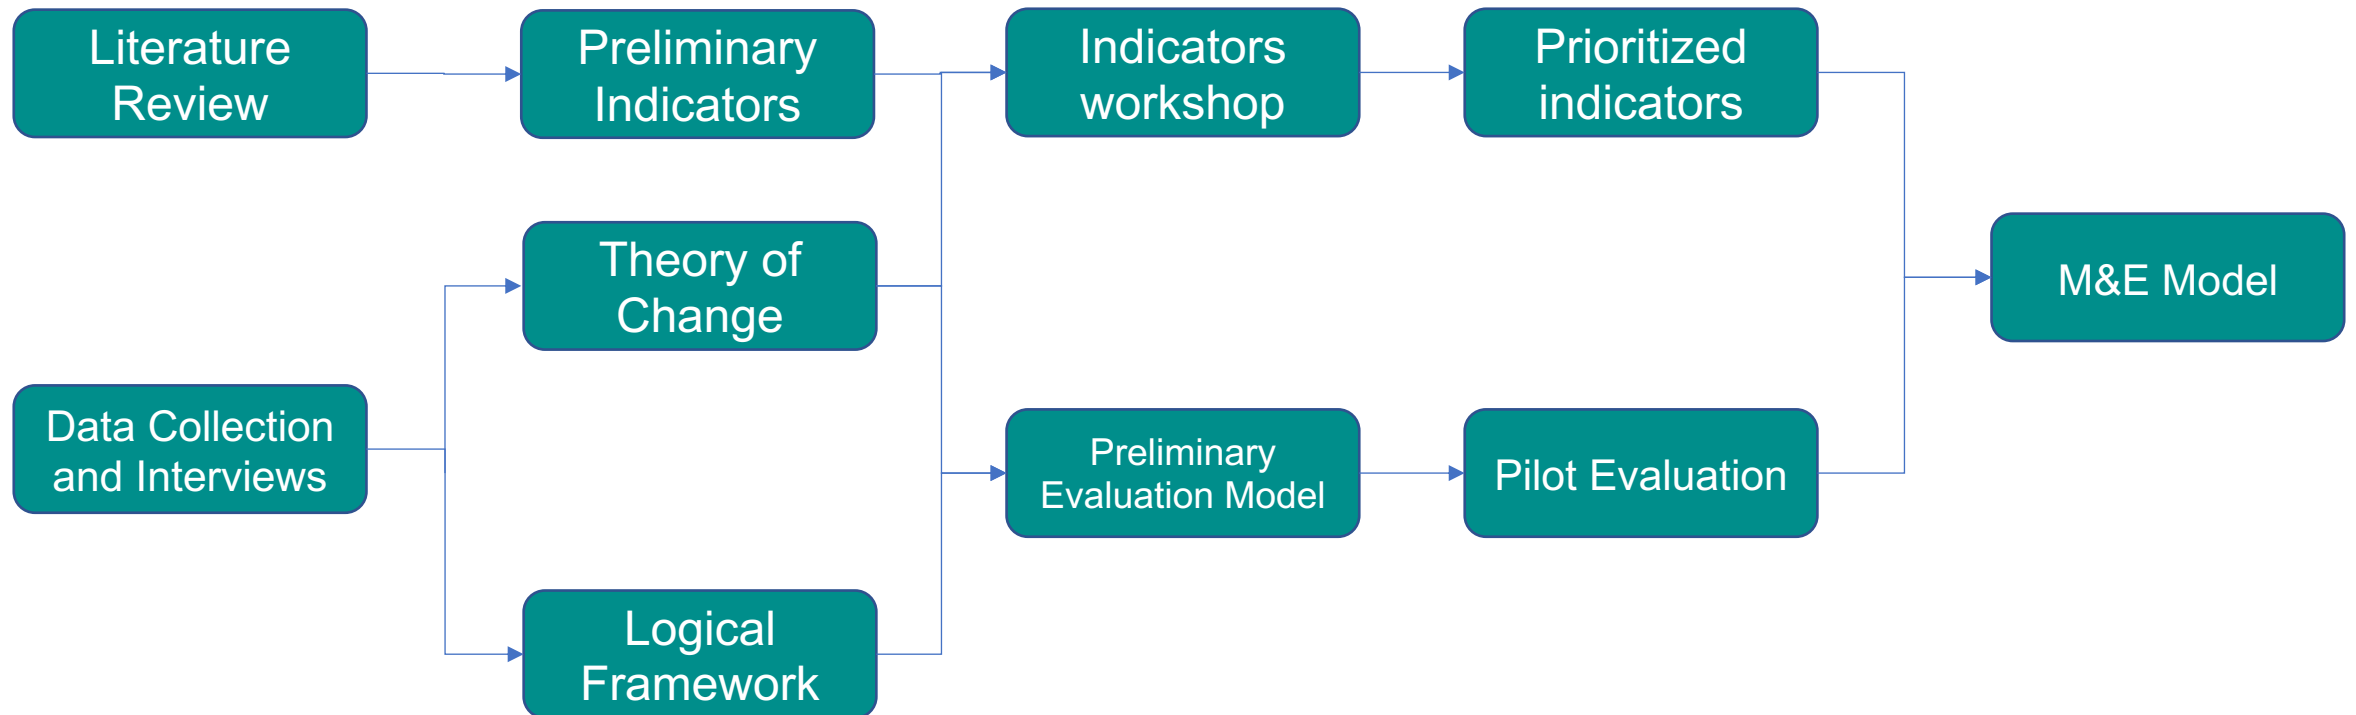 Literature
Review
Preliminary
Indicators
Indicators
workshop
Prioritized
indicators
Theory of
Change
M&E Model
Data Collection
and Interviews
Preliminary
Evaluation Model
Pilot Evaluation
Logical
Framework